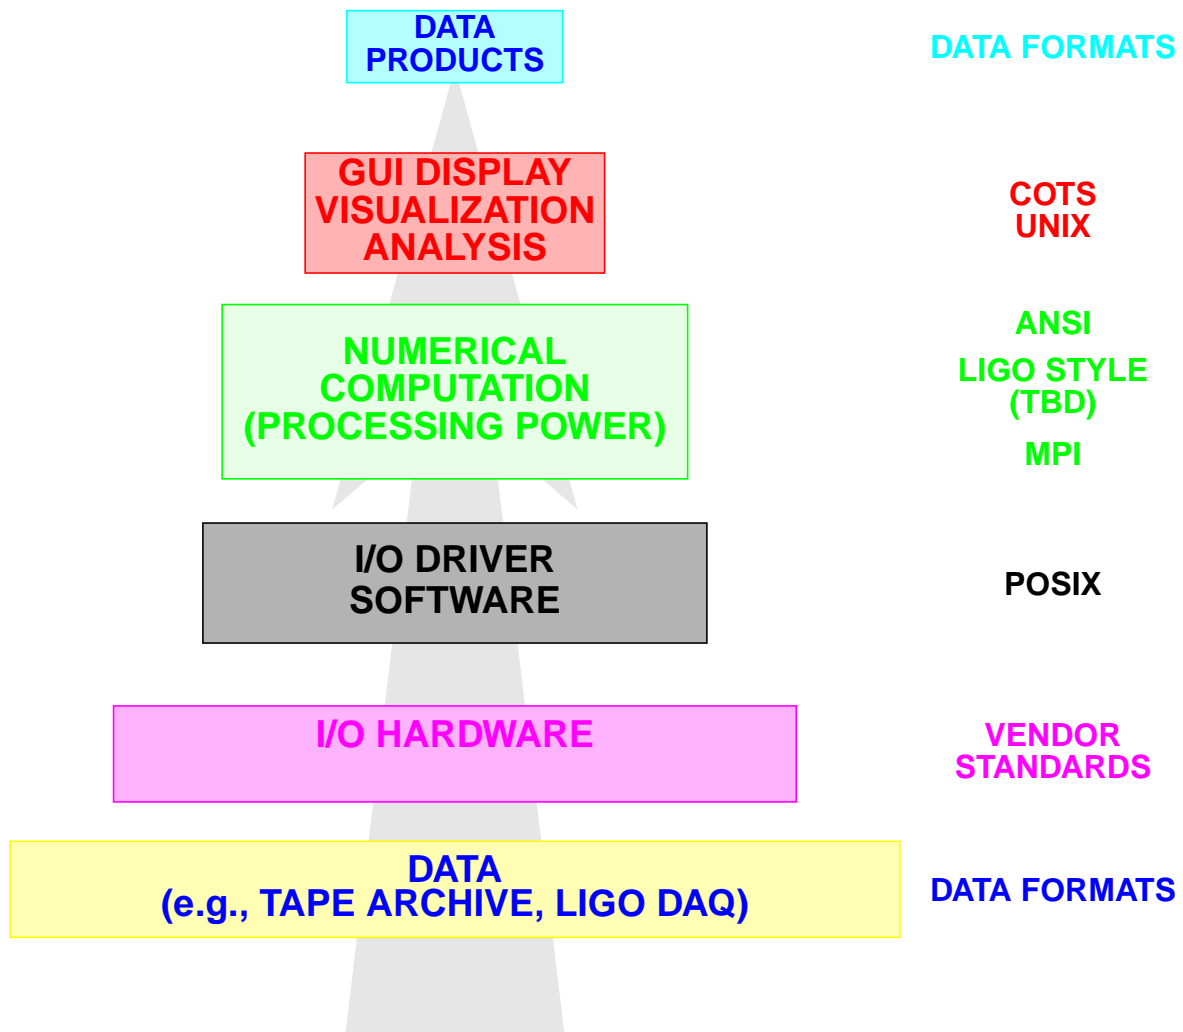 DATA
PRODUCTS
DATA FORMATS
GUI DISPLAY
VISUALIZATION
ANALYSIS
COTS
UNIX
NUMERICAL
COMPUTATION
(PROCESSING POWER)
ANSI
LIGO STYLE
(TBD)
MPI
I/O DRIVER
SOFTWARE
POSIX
I/O HARDWARE
VENDOR
STANDARDS
DATA
(e.g., TAPE ARCHIVE, LIGO DAQ)
DATA FORMATS